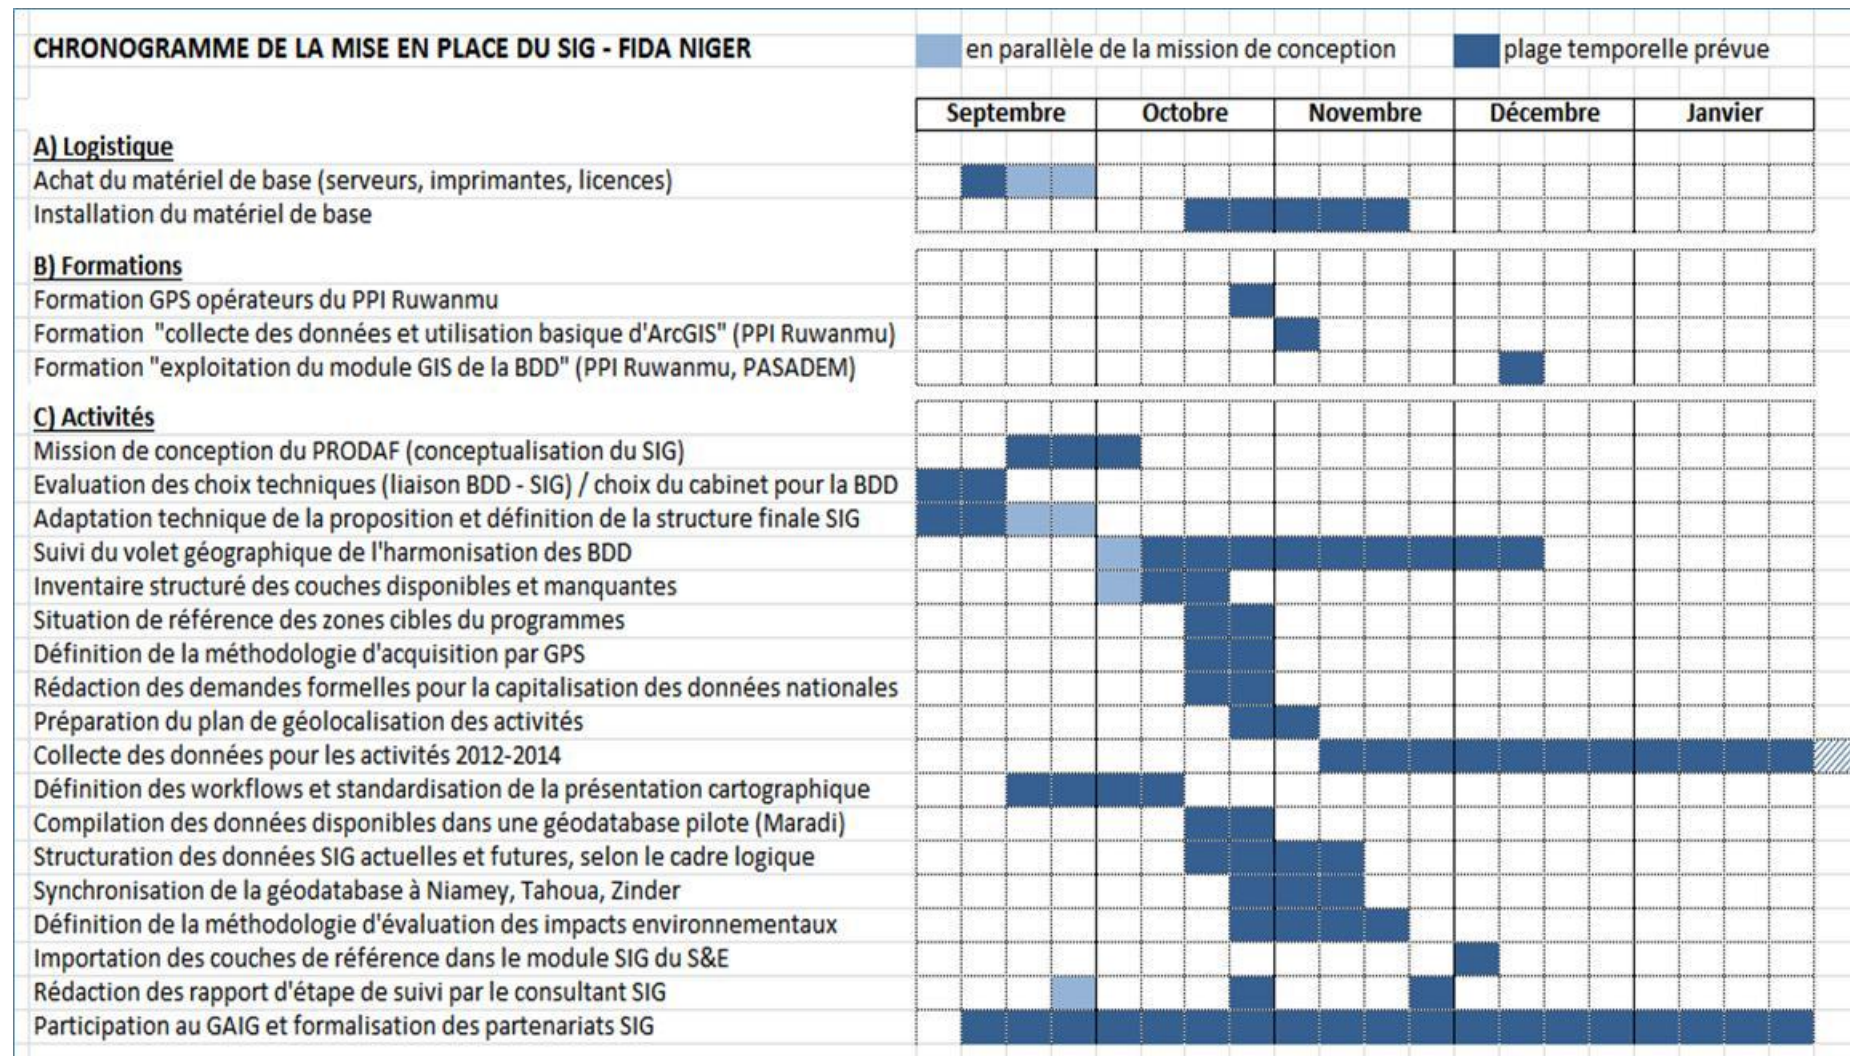 CHRONOGRAMME DE LA MISE EN PLACE DU SIG - FIDA NIGER en parallèle de la mission de conception plage temporelle prévue
Septembre Octobre Novembre Décembre Janvier
A) Logistique
Achat du matériel de base (serveurs, imprimantes, licences)
Installation du matériel de base
B) Formations
Formation GPS opérateurs du PPI Ruwanmu
Formation "collecte des données et utilisation basique d'ArcGIS" (PPI Ruwanmu)
Formation "exploitation du module GIS de la BDD" (PPI Ruwanmu, PASADEM)
C) Activités
Mission de conception du PRODAF (conceptualisation du SIG)
Evaluation des choix techniques (liaison BDD - SIG) / choix du cabinet pour la BDD
Adaptation technique de la proposition et définition de la structure finale SIG
Suivi du volet géographique de l'harmonisation des BDD
Inventaire structuré des couches disponibles et manquantes
Situation de référence des zones cibles du programmes
Définition de la méthodologie d'acquisition par GPS
Rédaction des demandes formelles pour la capitalisation des données nationales
Préparation du plan de géolocalisation des activités
Collecte des données pour les activités 2012-2014
Définition des workflows et standardisation de la présentation cartographique
Compilation des données disponibles dans une géodatabase pilote (Maradi)
Structuration des données SIG actuelles et futures, selon le cadre logique
Synchronisation de la géodatabase à Niamey, Tahoua, Zinder
Définition de la méthodologie d'évaluation des impacts environnementaux
Importation des couches de référence dans le module SIG du S&E
Rédaction des rapport d'étape de suivi par le consultant SIG
Participation au GAIG et formalisation des partenariats SIG